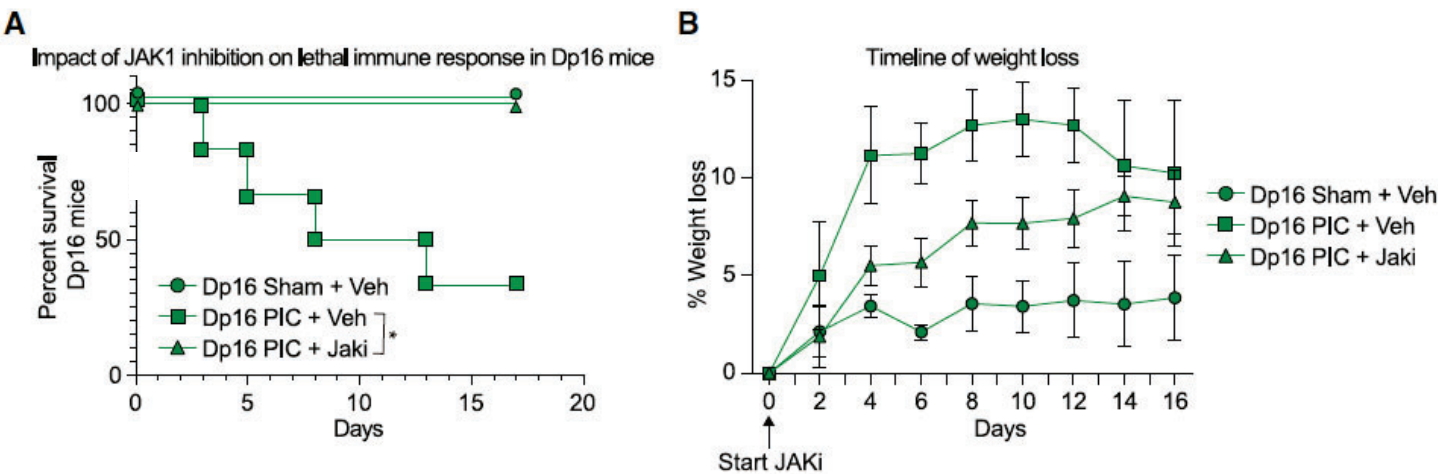 A
Impact of JAK1 inhibition on lethal immune response in Dp16 mice
Percent survival
Dp16 mice
100
50
0
Dp16 Sham + Veh
Dp16 PIC + Veh
Dp16 PIC + Jaki
*
0 5 10 15 20
Days
B
Timeline of weight loss
% Weight loss
15
10
5
0
0 2 4 6 8 10 12 14 16
Days
Start JAKi
Dp16 Sham + Veh
Dp16 PIC + Veh
Dp16 PIC + Jaki